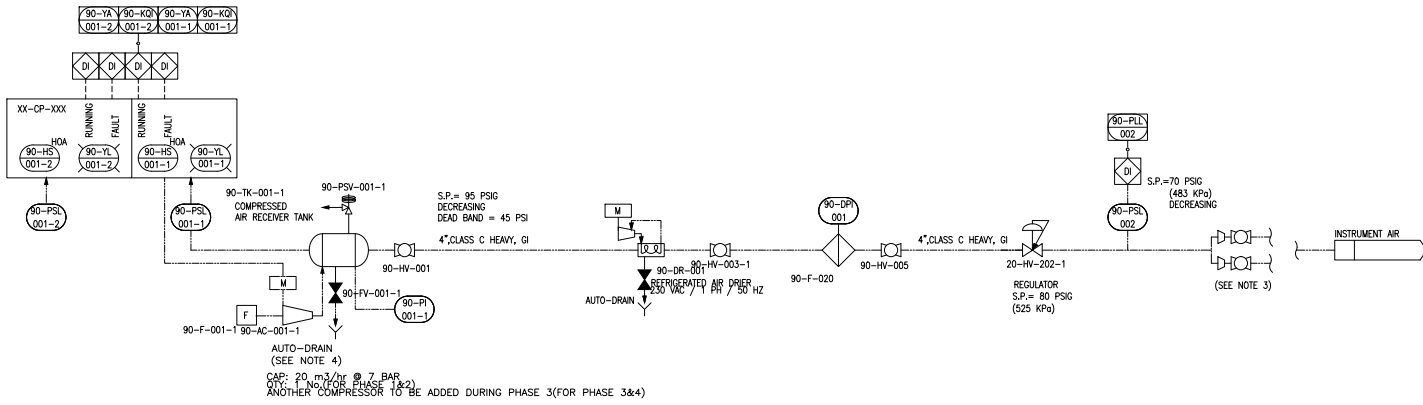 90-YA 90-KQI 90-YA 90-KQI
001-2 001-2 001-1 001-1
DI DI DI DI
XX-CP-XXX
RUNNING
FAULT
RUNNING
FAULT
HOA
HOA
90-HS
001-2
90-YL
001-2
90-HS
001-1
90-YL
001-1
90-PSL
001-2
90-PSL
001-1
90-TK-001-1
COMPRESSED
AIR RECEIVER TANK
90-PSV-001-1
S.P.= 95 PSIG
DECREASING
DEAD BAND = 45 PSI
4",CLASS C HEAVY, GI
90-HV-001
M
F
90-F-001-1
90-AC-001-1
90-FV-001-1
90-PI
001-1
AUTO-DRAIN
(SEE NOTE 4)
CAP: 20 m3/hr @ 7 BAR
QTY: 1 No.(FOR PHASE 1&2)
ANOTHER COMPRESSOR TO BE ADDED DURING PHASE 3(FOR PHASE 3&4)
M
90-DR-001
REFRIGERATED AIR DRIER
230 VAC / 1 PH / 50 HZ
AUTO-DRAIN
90-HV-003-1
90-DPI
001
90-F-020
90-HV-005
4",CLASS C HEAVY, GI
20-HV-202-1
REGULATOR
S.P.= 80 PSIG
(525 KPa)
90-PLL
002
DI
S.P.=70 PSIG
(483 KPa)
DECREASING
90-PSL
002
(SEE NOTE 3)
INSTRUMENT AIR